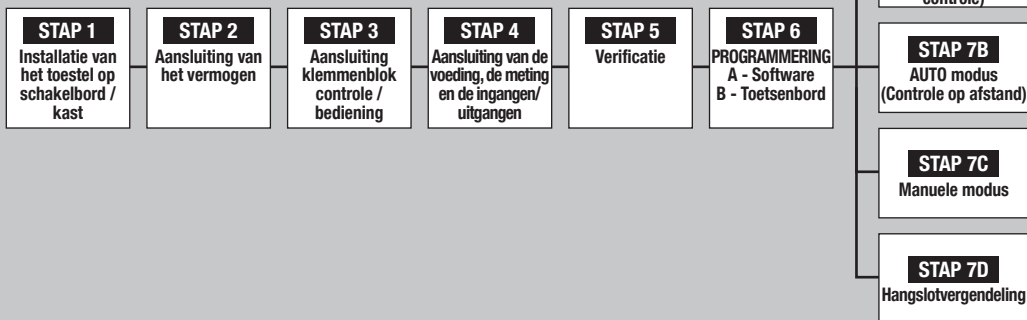 STAP 1
Installatie van
het toestel op
schakelbord /
kast
STAP 2
Aansluiting van
het vermogen
STAP 3
Aansluiting
klemmenblok
controle /
bediening
STAP 4
Aansluiting van de
voeding, de meting
en de ingangen/
uitgangen
STAP 5
Verificatie
STAP 6
PROGRAMMERING
A - Software
B - Toetsenbord
controle)
STAP 7B
AUTO modus
(Controle op afstand)
STAP 7C
Manuele modus
STAP 7D
Hangslotvergendeling